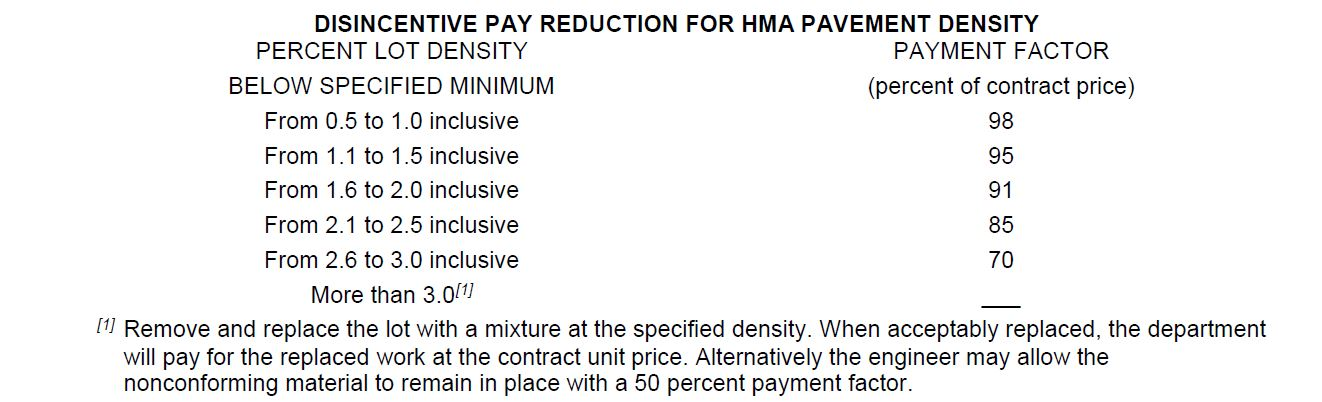 DISINCENTIVE PAY REDUCTION FOR HMA PAVEMENT DENSITY
PERCENT LOT DENSITY PAYMENT FACTOR
BELOW SPECIFIED MINIMUM (percent of contract price)
From 0.5 to 1.0 inclusive 98
From 1.1 to 1.5 inclusive 95
From 1.6 to 2.0 inclusive 91
From 2.1 to 2.5 inclusive 85
From 2.6 to 3.0 inclusive 70
More than 3.0[1] ___
[1] Remove and replace the lot with a mixture at the specified density. When acceptably replaced, the department
will pay for the replaced work at the contract unit price. Alternatively the engineer may allow the
nonconforming material to remain in place with a 50 percent payment factor.